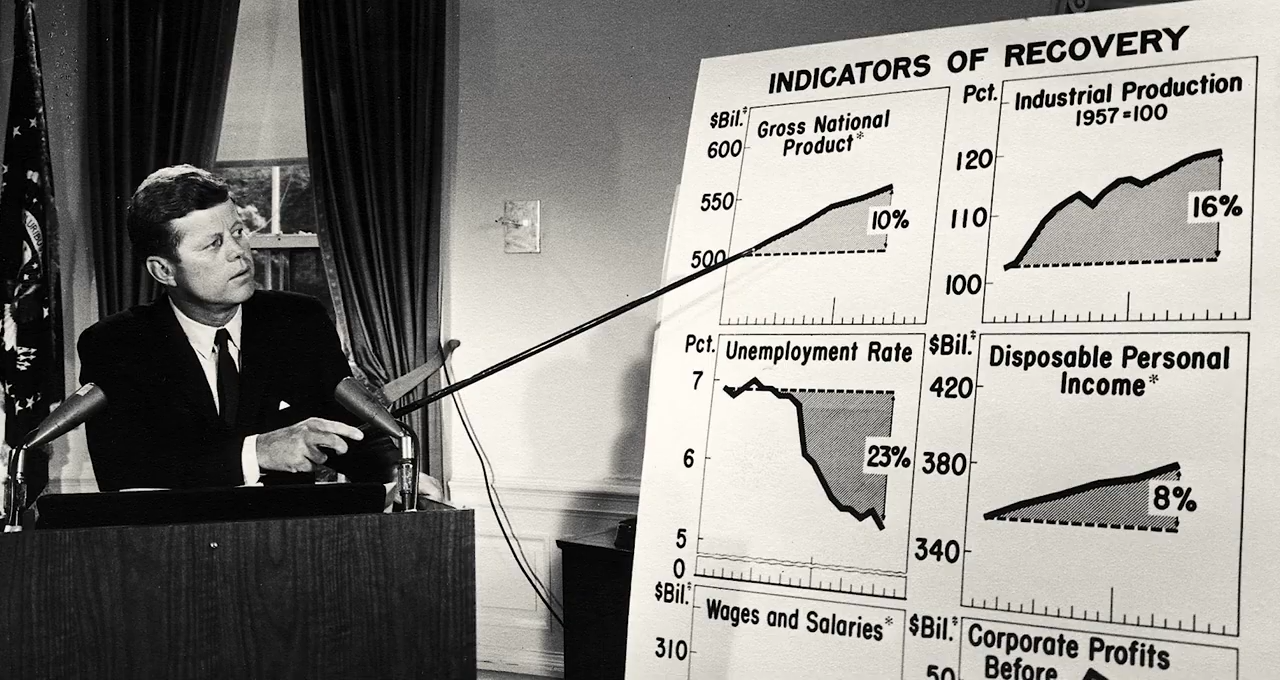 INDICATORS OF RECOVERY
$Bil.‡
Gross National
Product*
600
550
500
10%
Pct.
Industrial Production
1957=100
120
110
100
16%
Pct.
Unemployment Rate
7
6
5
0
23%
$Bil.‡
Disposable Personal
Income*
420
380
340
8%
$Bil.‡
Wages and Salaries*
310
$Bil.‡
Corporate Profits
Before
50